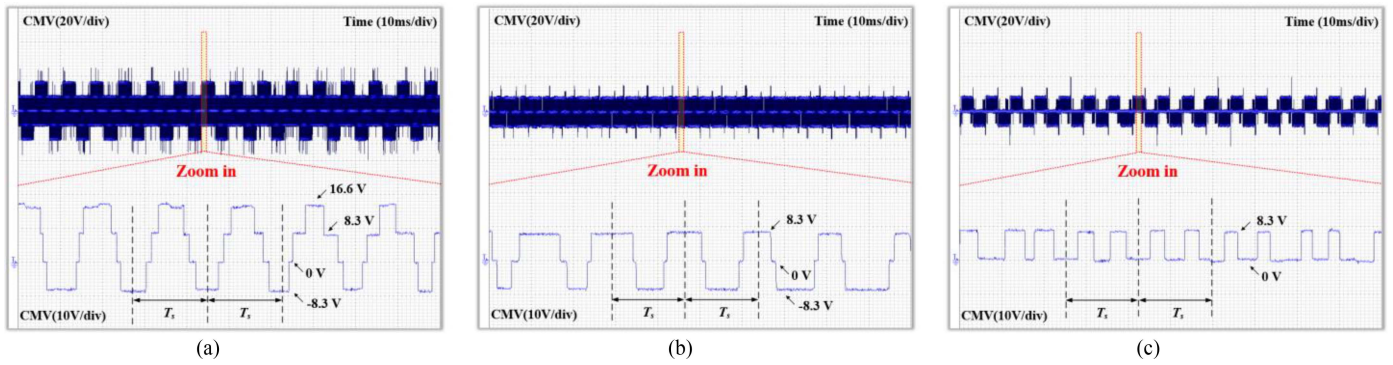 CMV(20V/div) Time (10ms/div)
Zoom in
16.6 V
8.3 V
0 V
-8.3 V
CMV(10V/div) Ts Ts
(a)
CMV(20V/div) Time (10ms/div)
Zoom in
8.3 V
0 V
-8.3 V
CMV(10V/div) Ts Ts
(b)
CMV(20V/div) Time (10ms/div)
Zoom in
8.3 V
0 V
CMV(10V/div) Ts Ts
(c)